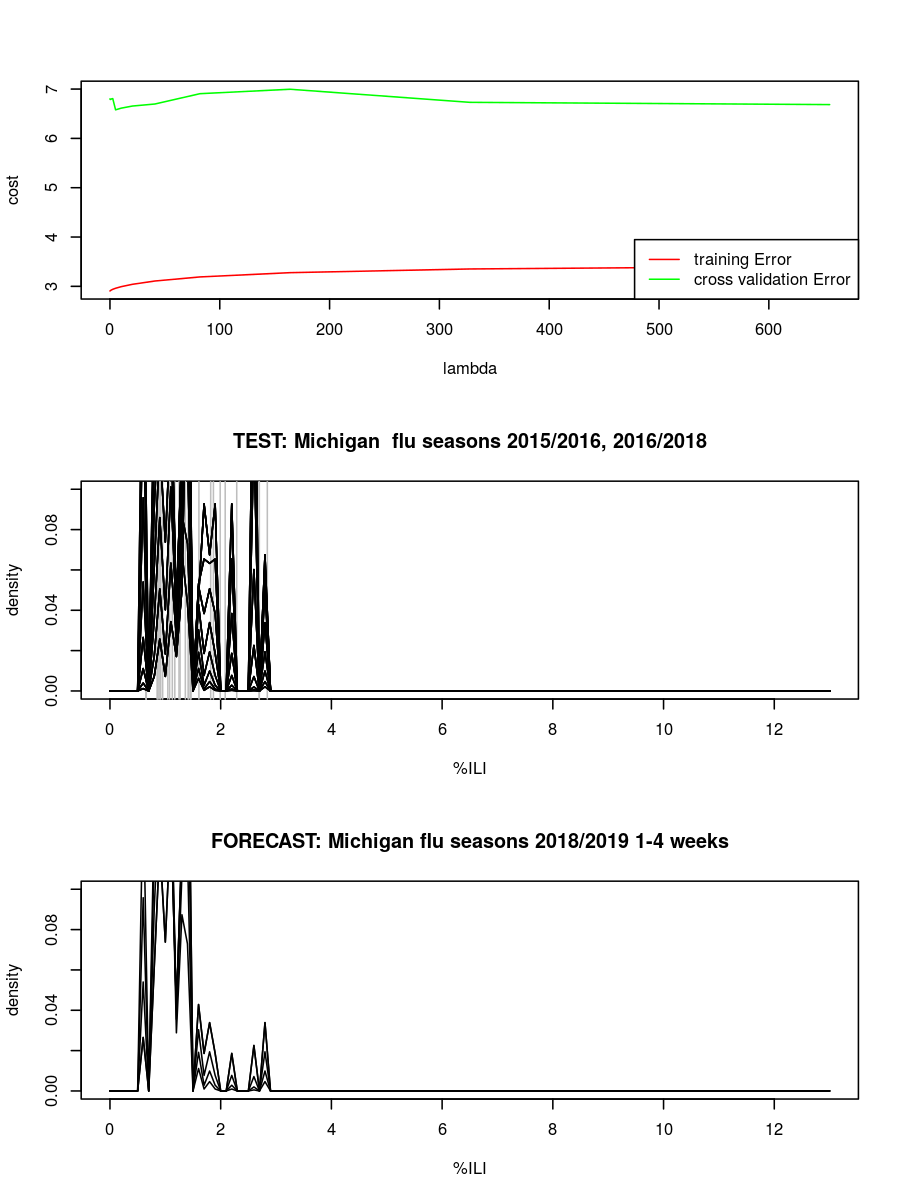 7
6
5
4
3
cost
training Error
cross validation Error
0 100 200 300 400 500 600
lambda
TEST: Michigan  flu seasons 2015/2016, 2016/2018
0.08
0.04
0.00
density
0 2 4 6 8 10 12
%ILI
FORECAST: Michigan flu seasons 2018/2019 1-4 weeks
0.08
0.04
0.00
density
0 2 4 6 8 10 12
%ILI